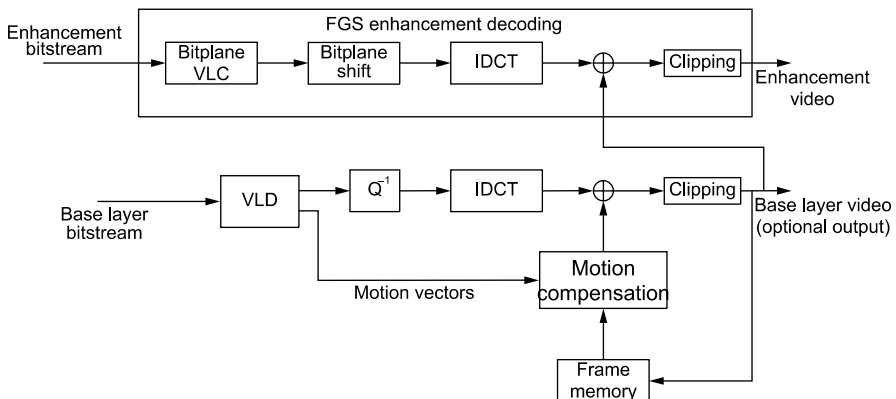 FGS enhancement decoding
Enhancement
bitstream
Bitplane
VLC
Bitplane
shift
IDCT
Clipping
Enhancement
video
Base layer
bitstream
VLD
Q⁻¹
IDCT
Clipping
Base layer video
(optional output)
Motion vectors
Motion
compensation
Frame
memory